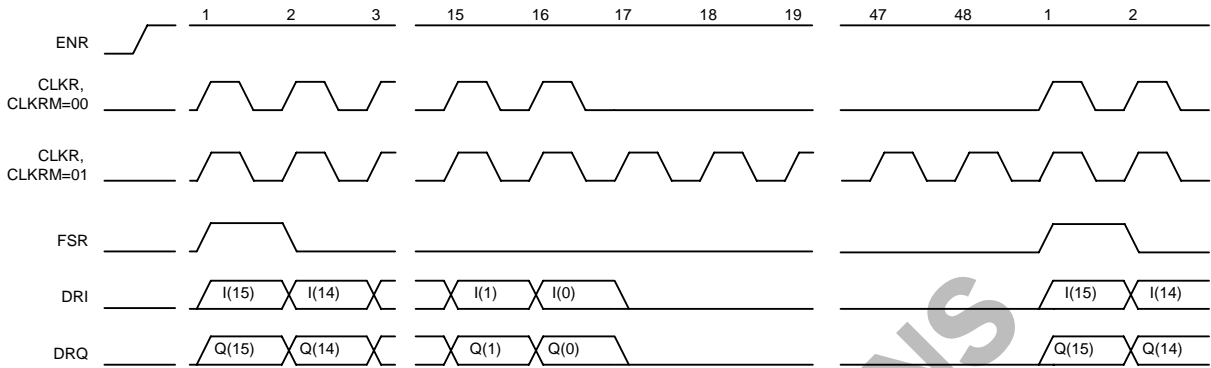 1 2 3 15 16 17 18 19 47 48 1 2
ENR
CLKR,
CLKRM=00
CLKR,
CLKRM=01
FSR
DRI I(15) I(14) I(1) I(0) I(15) I(14)
DRQ Q(15) Q(14) Q(1) Q(0) Q(15) Q(14)
NS